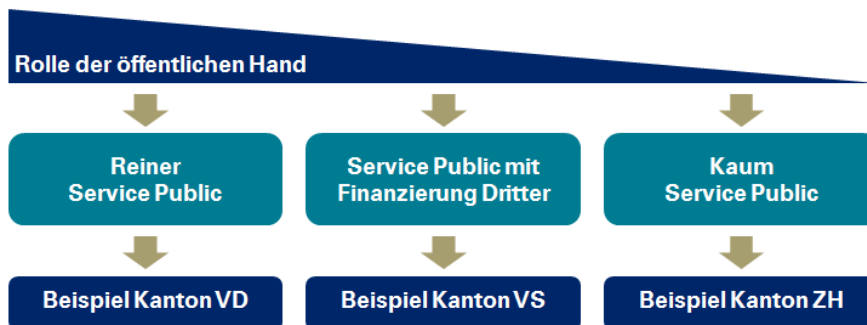 Rolle der öffentlichen Hand
Reiner
Service Public
Service Public mit
Finanzierung Dritter
Kaum
Service Public
Beispiel Kanton VD
Beispiel Kanton VS
Beispiel Kanton ZH